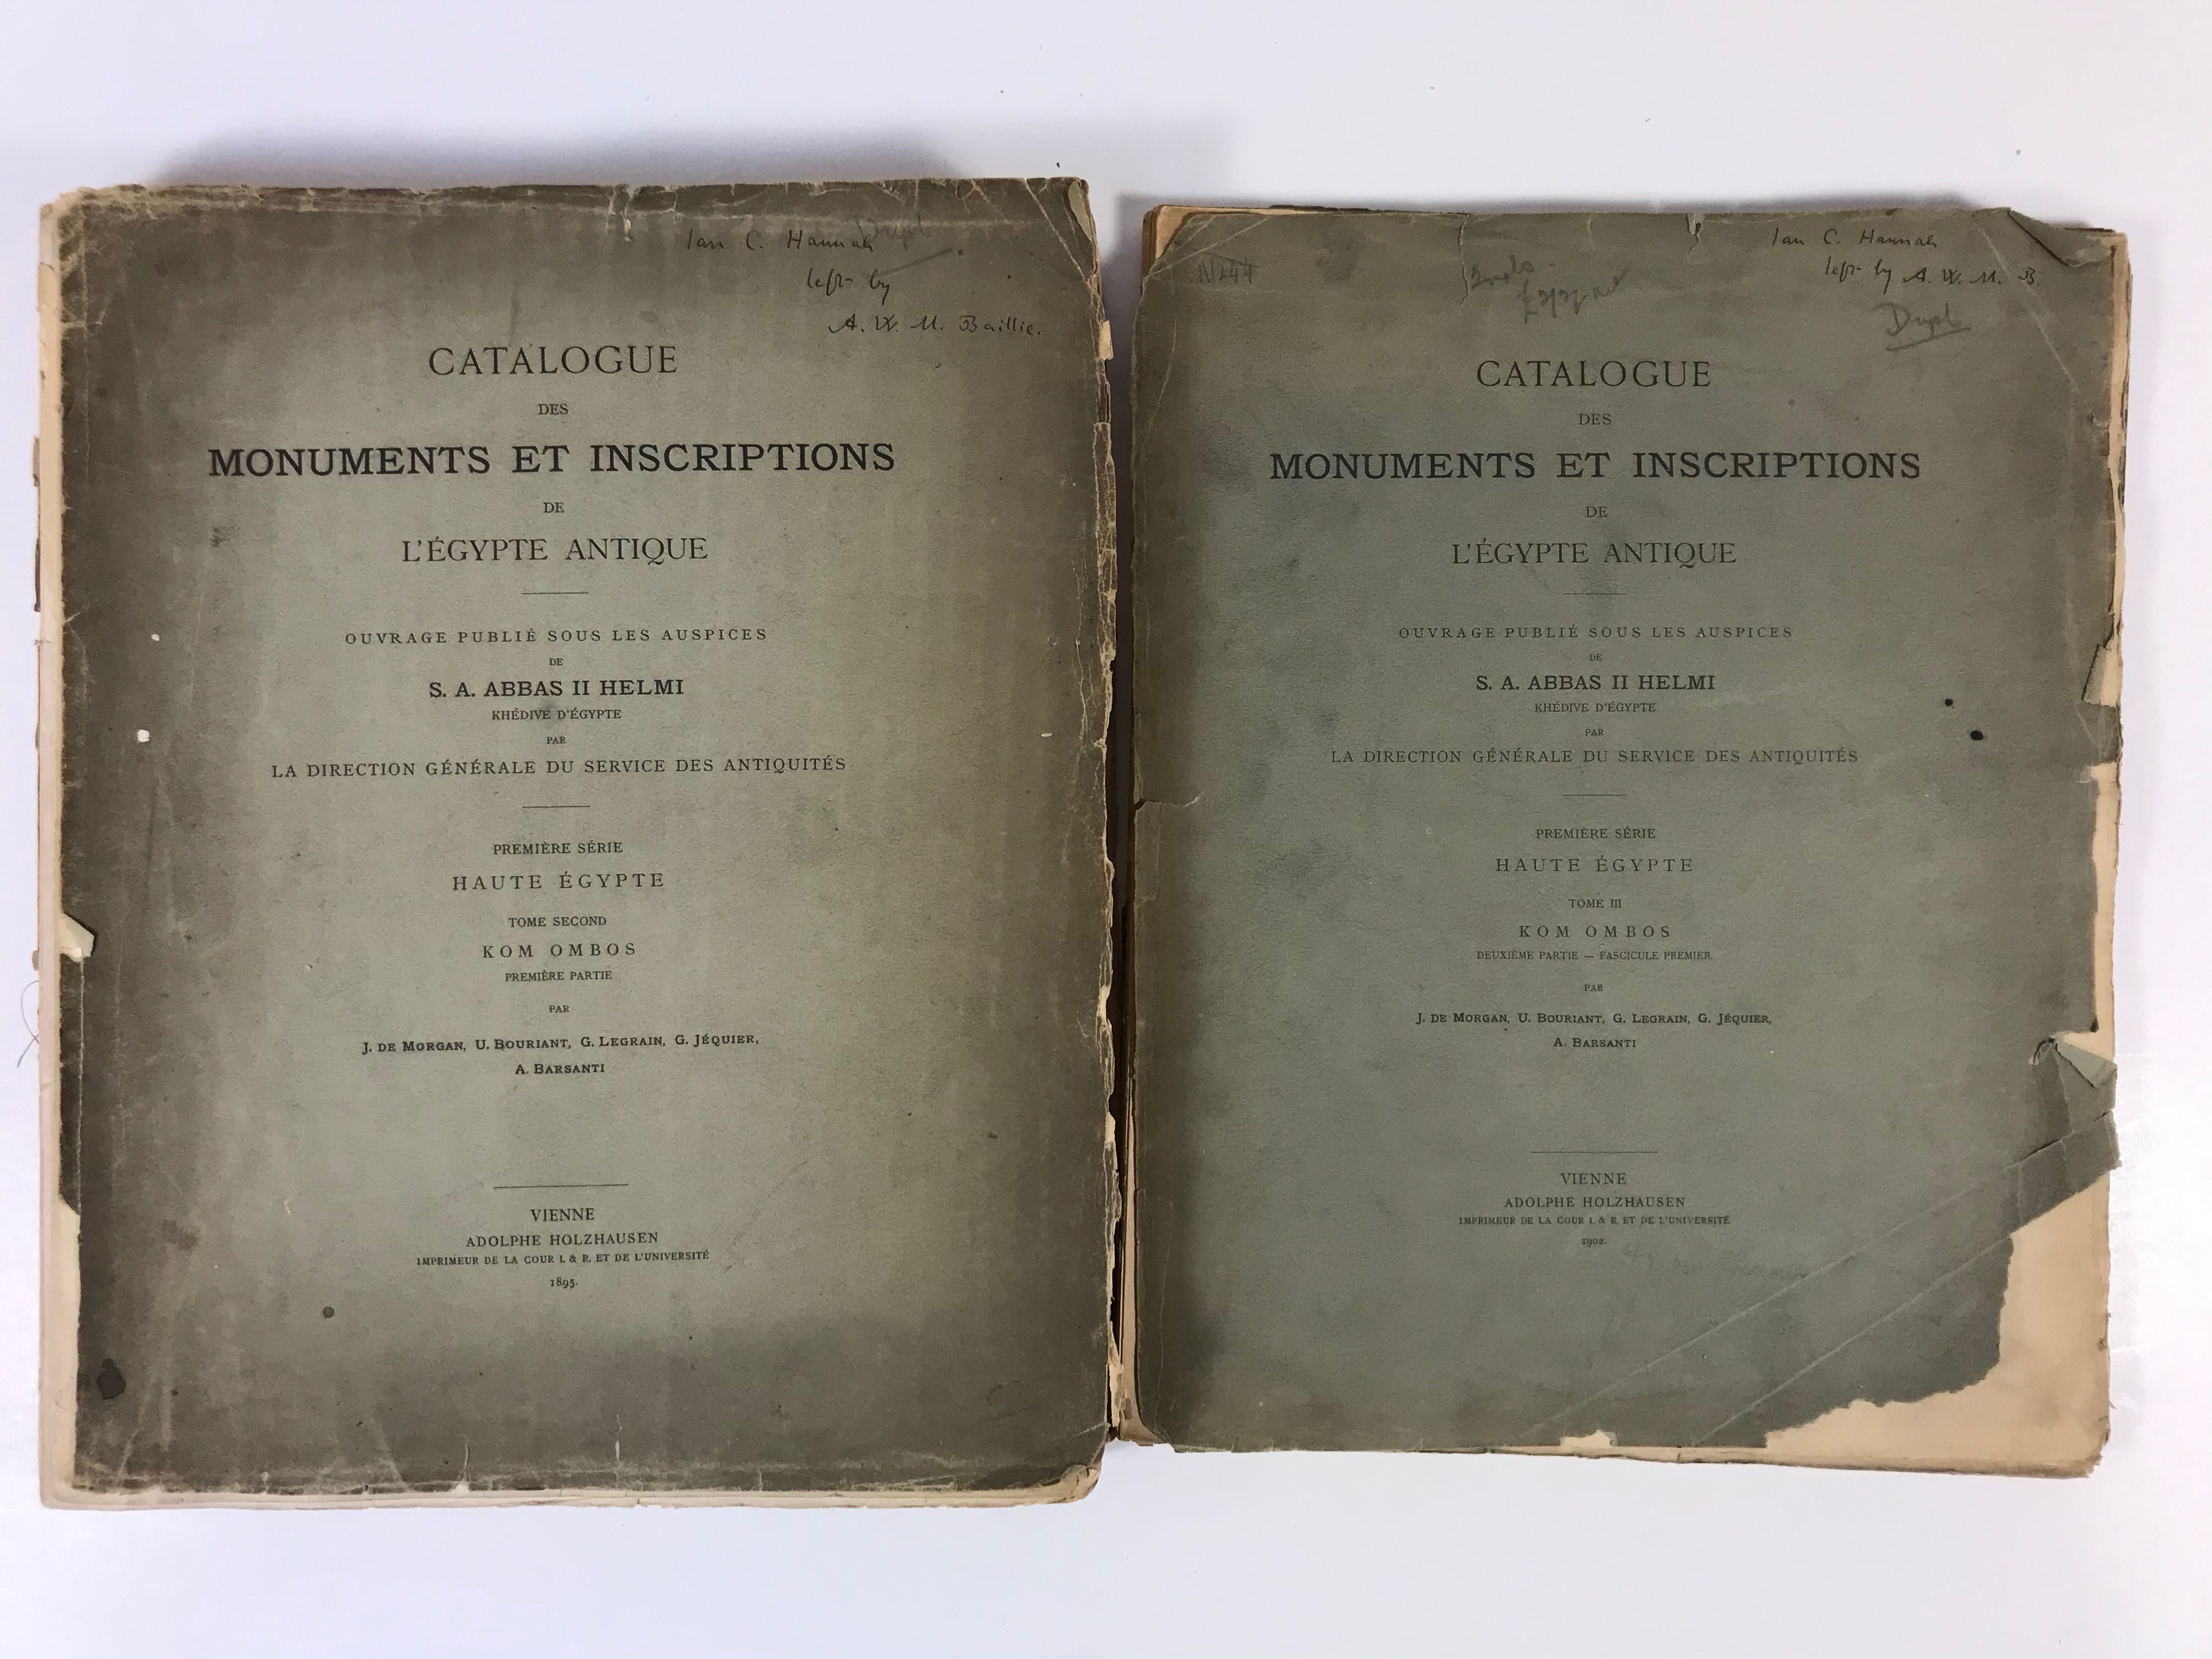 Ian C. Hannah
Dupl
left by
A. W. M. Baillie.
CATALOGUE
DES
MONUMENTS ET INSCRIPTIONS
DE
L'ÉGYPTE ANTIQUE
OUVRAGE PUBLIÉ SOUS LES AUSPICES
DE
S. A. ABBAS II HELMI
KHÉDIVE D'ÉGYPTE
PAR
LA DIRECTION GÉNÉRALE DU SERVICE DES ANTIQUITÉS
PREMIÈRE SÉRIE
HAUTE ÉGYPTE
TOME SECOND
KOM OMBOS
PREMIÈRE PARTIE
PAR
J. DE MORGAN, U. BOURIANT, G. LEGRAIN, G. JÉQUIER,
A. BARSANTI
VIENNE
ADOLPHE HOLZHAUSEN
IMPRIMEUR DE LA COUR I. & R. ET DE L'UNIVERSITÉ
1895.
Ian C. Hannah
left by A. W. M. B.
Dupl
CATALOGUE
DES
MONUMENTS ET INSCRIPTIONS
DE
L'ÉGYPTE ANTIQUE
OUVRAGE PUBLIÉ SOUS LES AUSPICES
DE
S. A. ABBAS II HELMI
KHÉDIVE D'ÉGYPTE
PAR
LA DIRECTION GÉNÉRALE DU SERVICE DES ANTIQUITÉS
PREMIÈRE SÉRIE
HAUTE ÉGYPTE
TOME III
KOM OMBOS
DEUXIÈME PARTIE — FASCICULE PREMIER
PAR
J. DE MORGAN, U. BOURIANT, G. LEGRAIN, G. JÉQUIER,
A. BARSANTI
VIENNE
ADOLPHE HOLZHAUSEN
IMPRIMEUR DE LA COUR I. & R. ET DE L'UNIVERSITÉ
1902.